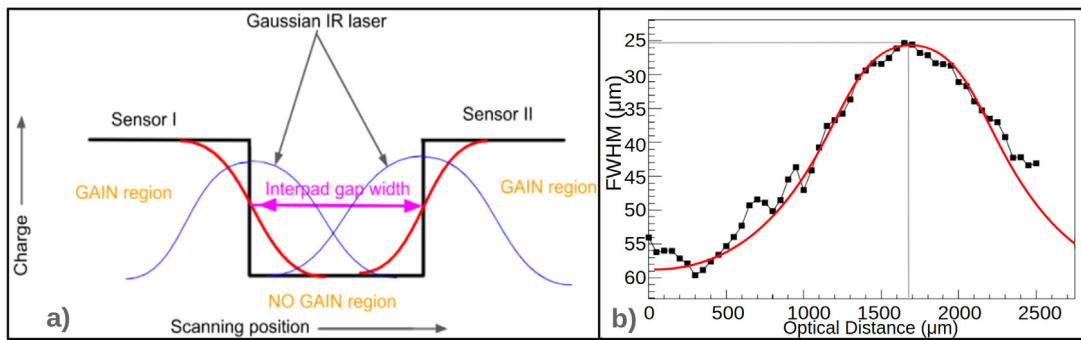 Gaussian IR laser
Sensor I
Sensor II
GAIN region
Interpad gap width
GAIN region
Charge
NO GAIN region
a)
Scanning position
25
30
35
40
45
50
55
60
FWHM (μm)
0
500
1000
1500
2000
2500
Optical Distance (μm)
b)